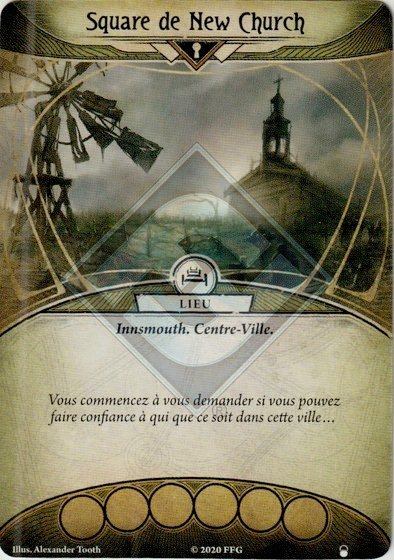 Square de New Church
LIEU
Innsmouth. Centre-Ville.
Vous commencez à vous demander si vous pouvez
faire confiance à qui que ce soit dans cette ville…
(R)
Illus. Alexander Tooth
© 2020 FFG